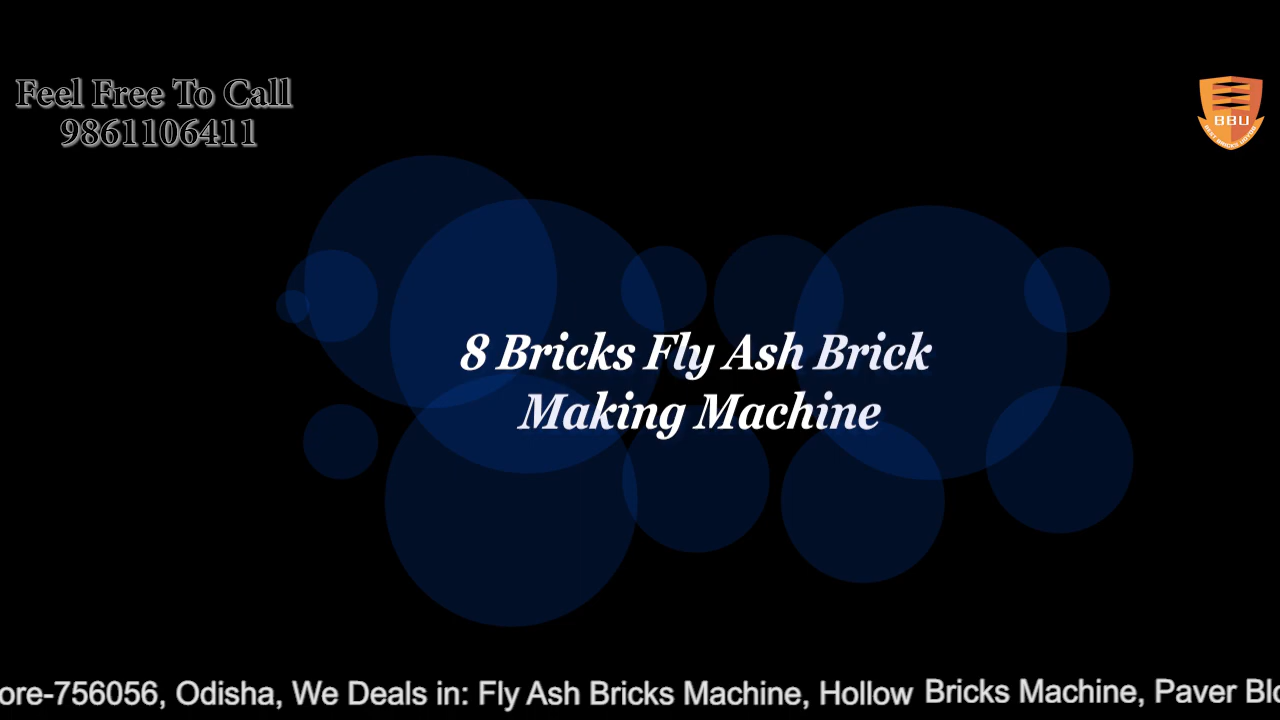 Feel Free To Call
9861106411
BBU
8 Bricks Fly Ash Brick
Making Machine
ore-756056, Odisha, We Deals in: Fly Ash Bricks Machine, Hollow Bricks Machine, Paver Blo